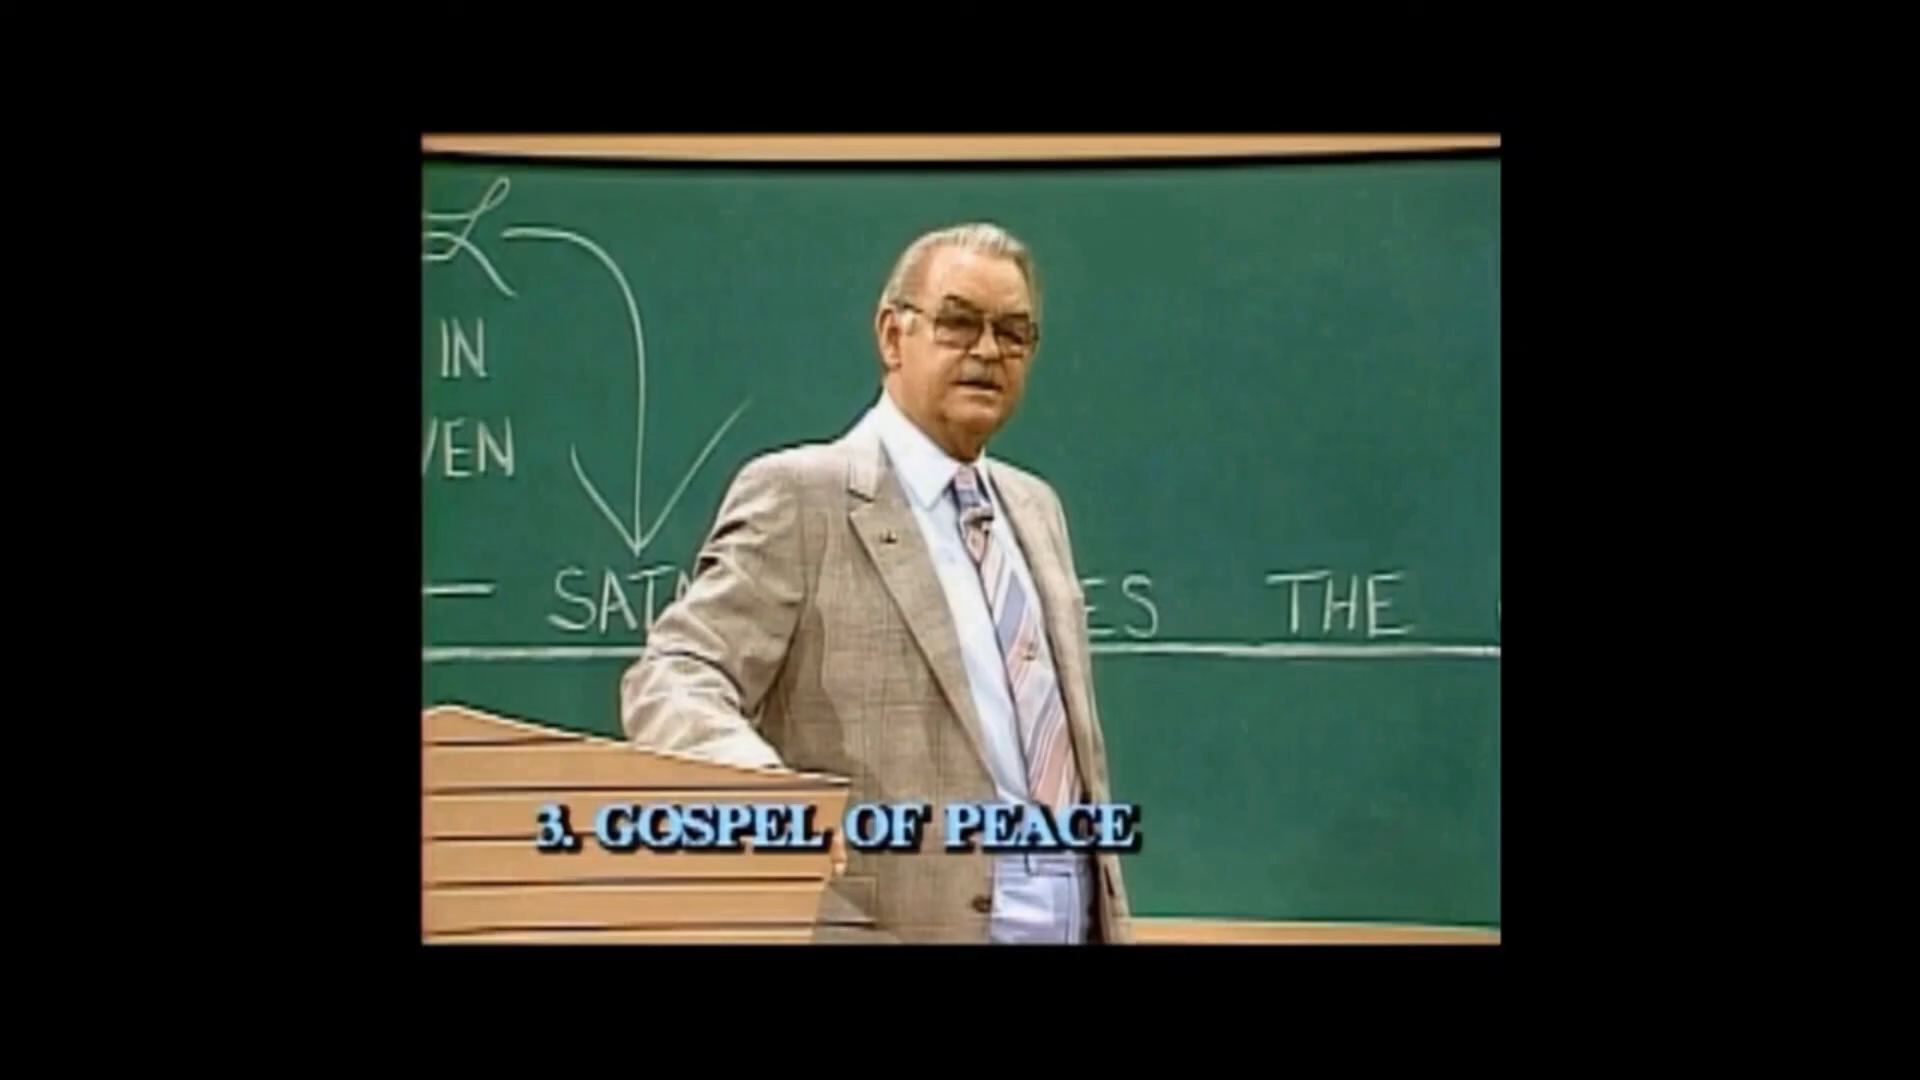 IN
VEN
SAT ES THE
3. GOSPEL OF PEACE